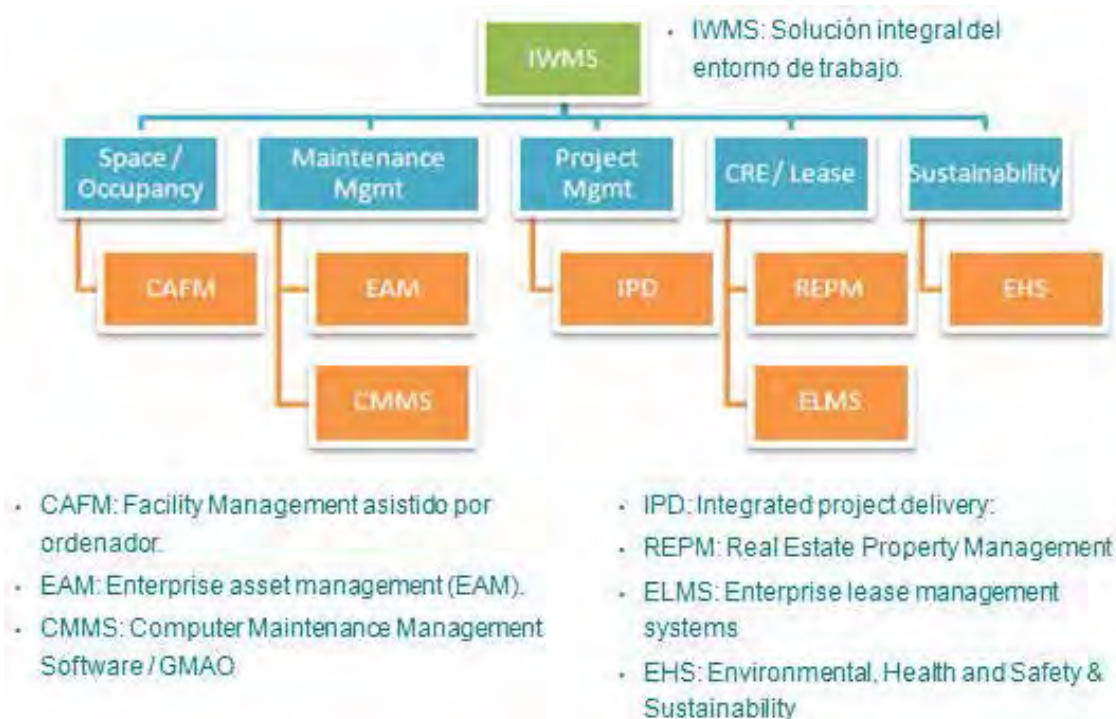 IWMS
• IWMS: Solución integral del
entorno de trabajo.
Space /
Occupancy
Maintenance
Mgmt
Project
Mgmt
CRE / Lease
Sustainability
CAFM
EAM
IPD
REPM
EHS
CMMS
ELMS
• CAFM: Facility Management asistido por
ordenador.
• EAM: Enterprise asset management (EAM).
• CMMS: Computer Maintenance Management
Software / GMAO
• IPD: Integrated project delivery:
• REPM: Real Estate Property Management
• ELMS: Enterprise lease management
systems
• EHS: Environmental, Health and Safety &
Sustainability